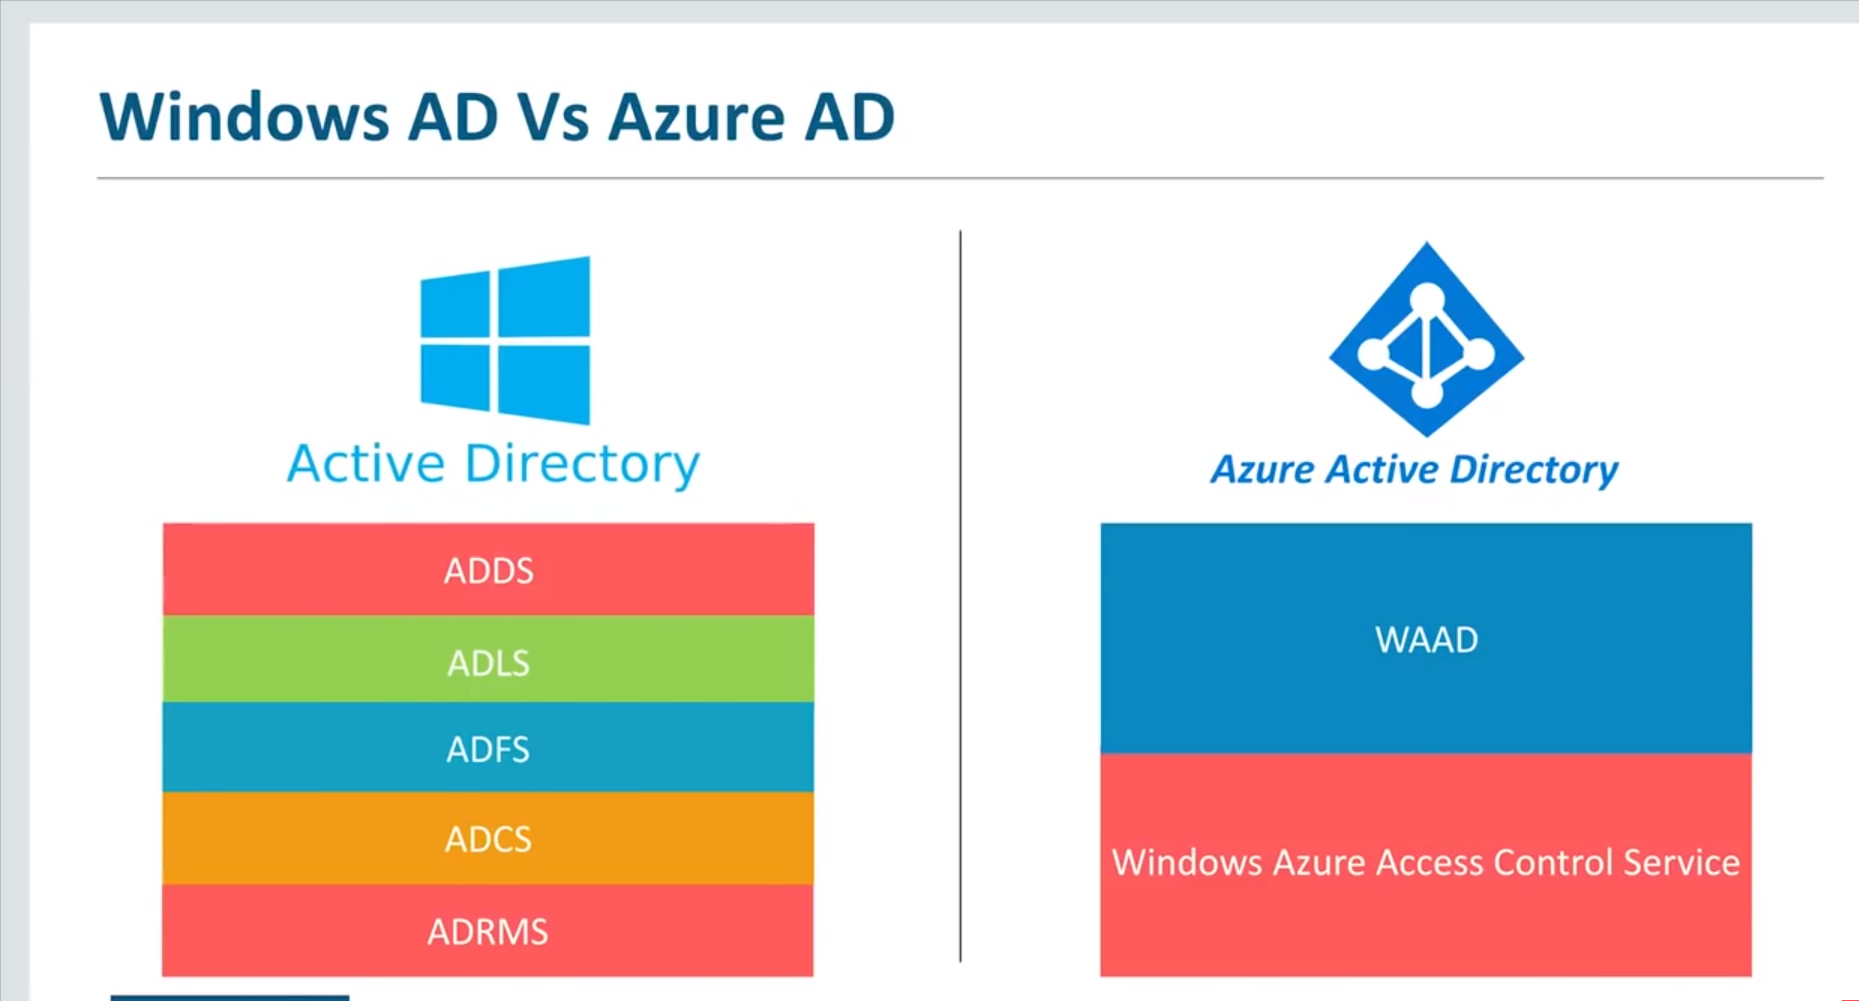 Windows AD Vs Azure AD
Active Directory
ADDS
ADLS
ADFS
ADCS
ADRMS
Azure Active Directory
WAAD
Windows Azure Access Control Service